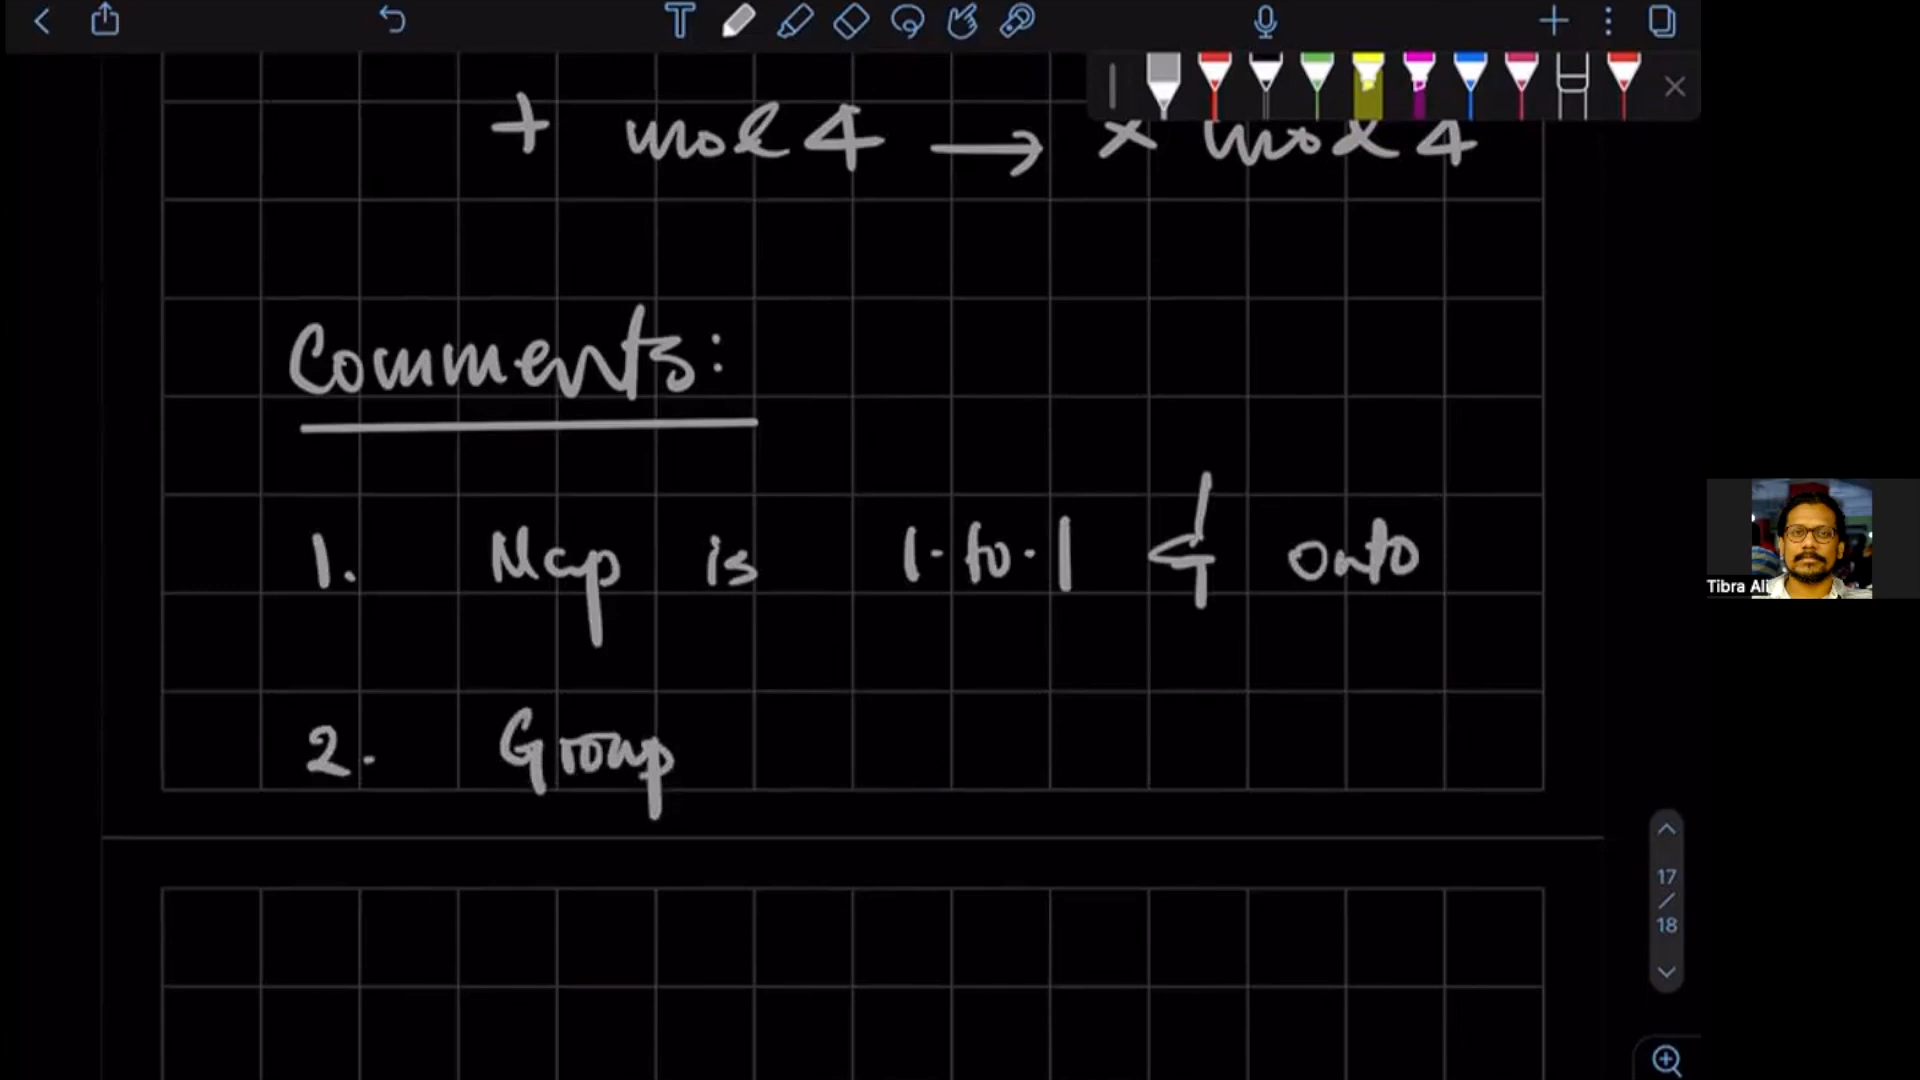 + mod 4 → × mod 4
Comments:
1. Map is 1-to-1 & onto
2. Group
Tibra Ali
17
/
18